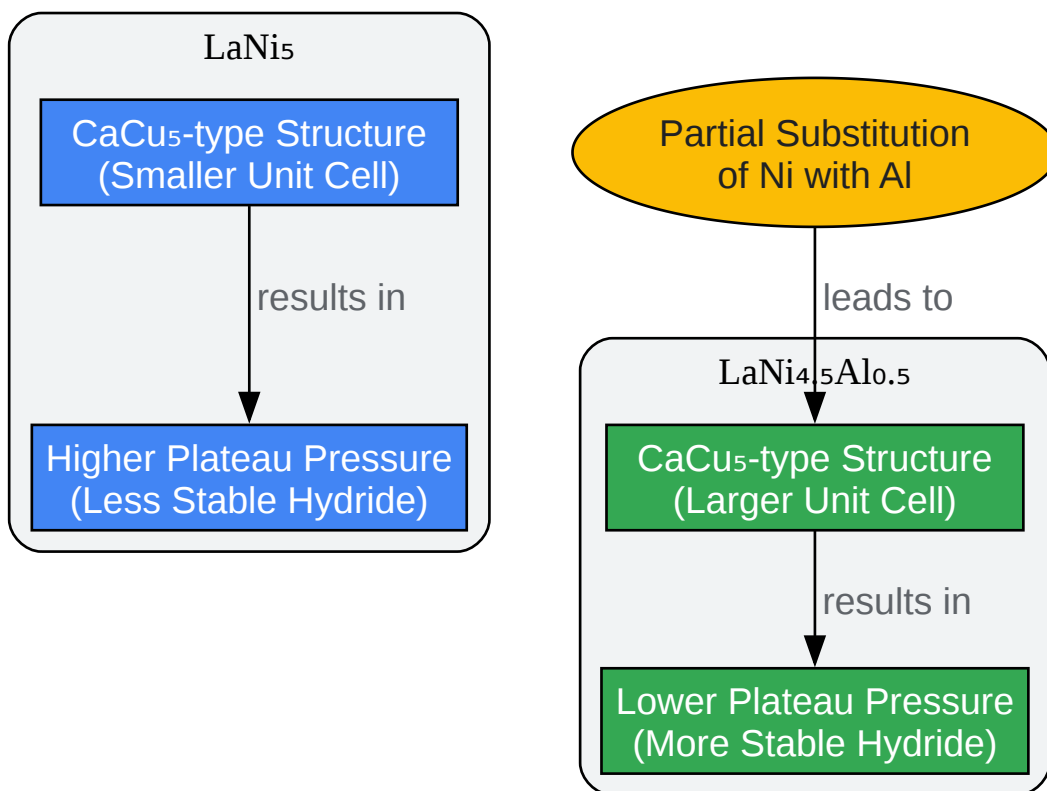 LaNi₅
CaCu₅-type Structure
(Smaller Unit Cell)
results in
Higher Plateau Pressure
(Less Stable Hydride)
Partial Substitution
of Ni with Al
leads to
LaNi₄.₅Al₀.₅
CaCu₅-type Structure
(Larger Unit Cell)
results in
Lower Plateau Pressure
(More Stable Hydride)